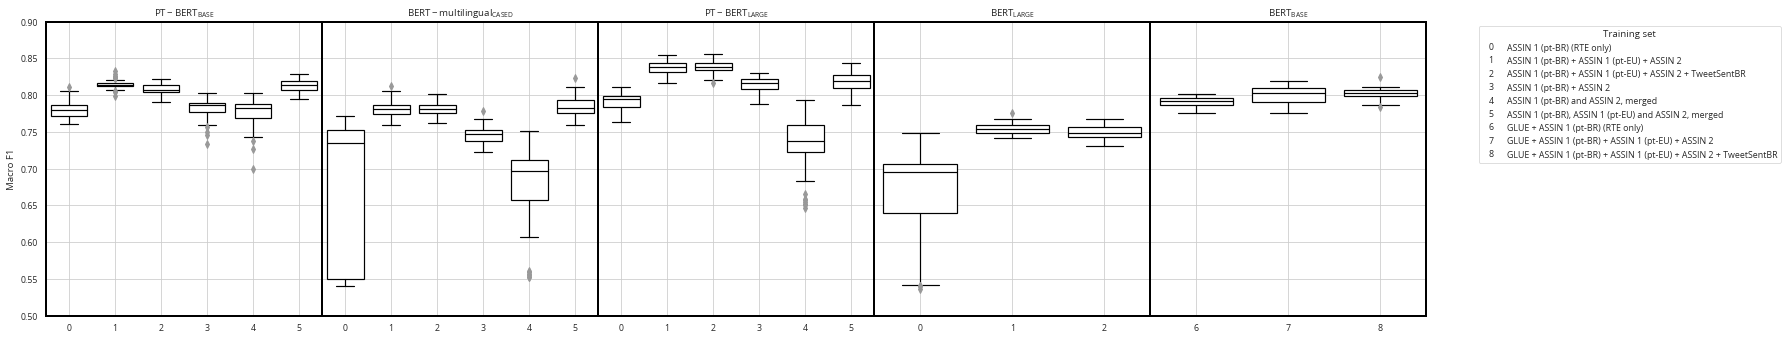 PT − BERT_BASE
BERT − multilingual_CASED
PT − BERT_LARGE
BERT_LARGE
BERT_BASE
Macro F1
0.90
0.85
0.80
0.75
0.70
0.65
0.60
0.55
0.50
0 1 2 3 4 5
0 1 2 3 4 5
0 1 2 3 4 5
0 1 2
6 7 8
Training set
0 ASSIN 1 (pt-BR) (RTE only)
1 ASSIN 1 (pt-BR) + ASSIN 1 (pt-EU) + ASSIN 2
2 ASSIN 1 (pt-BR) + ASSIN 1 (pt-EU) + ASSIN 2 + TweetSentBR
3 ASSIN 1 (pt-BR) + ASSIN 2
4 ASSIN 1 (pt-BR) and ASSIN 2, merged
5 ASSIN 1 (pt-BR), ASSIN 1 (pt-EU) and ASSIN 2, merged
6 GLUE + ASSIN 1 (pt-BR) (RTE only)
7 GLUE + ASSIN 1 (pt-BR) + ASSIN 1 (pt-EU) + ASSIN 2
8 GLUE + ASSIN 1 (pt-BR) + ASSIN 1 (pt-EU) + ASSIN 2 + TweetSentBR